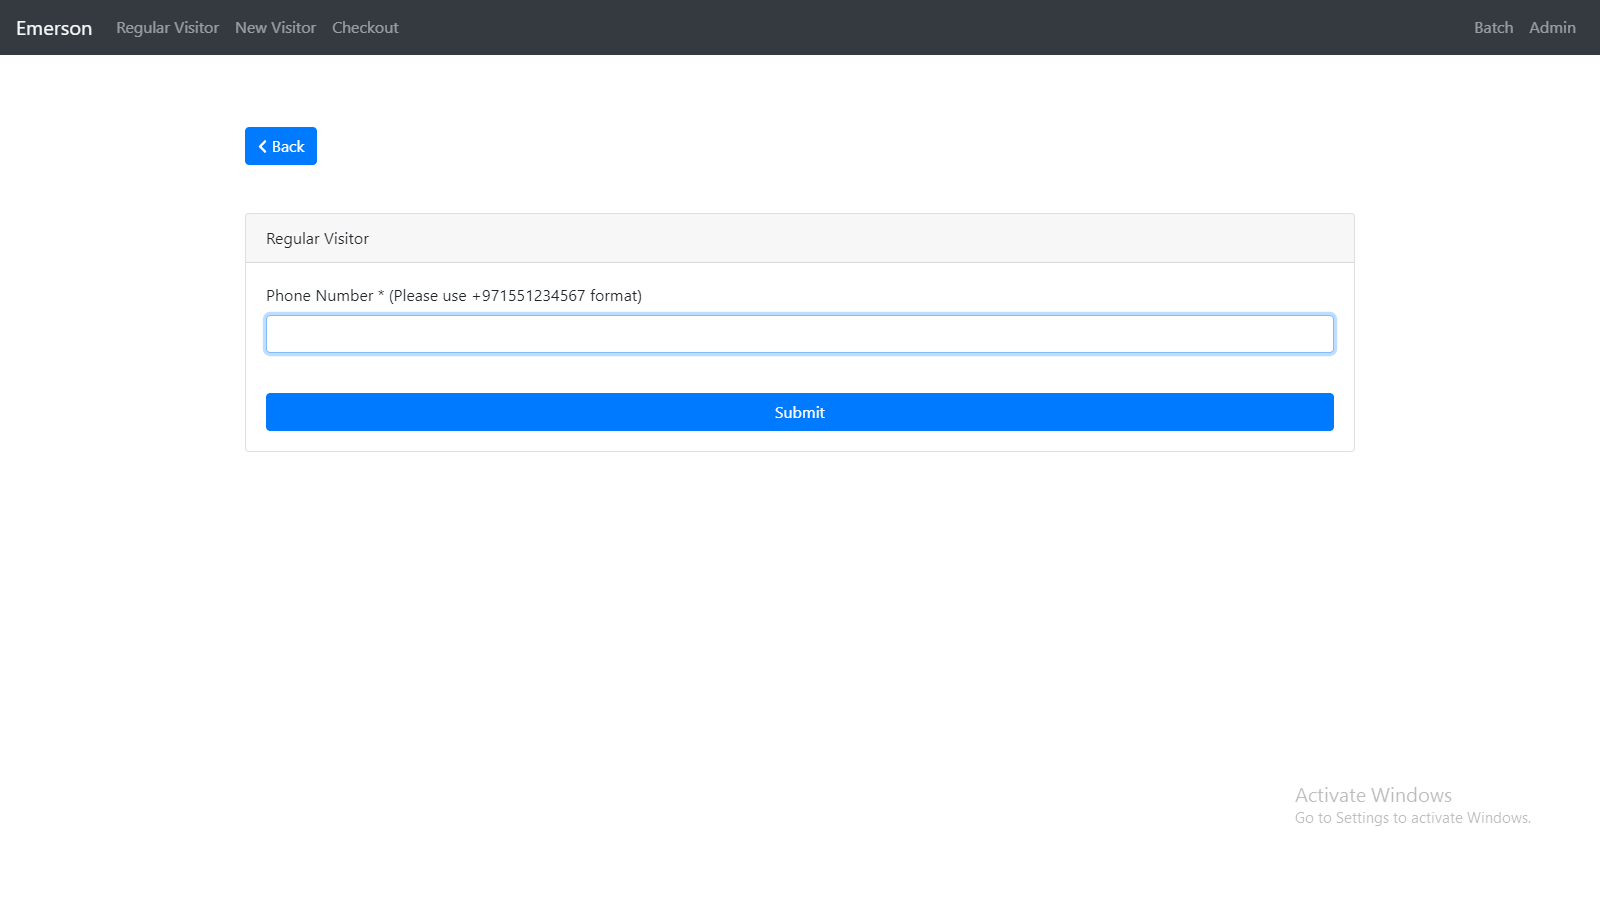 Emerson Regular Visitor New Visitor Checkout Batch Admin
Back
Regular Visitor
Phone Number * (Please use +971551234567 format)
Submit
Activate Windows
Go to Settings to activate Windows.